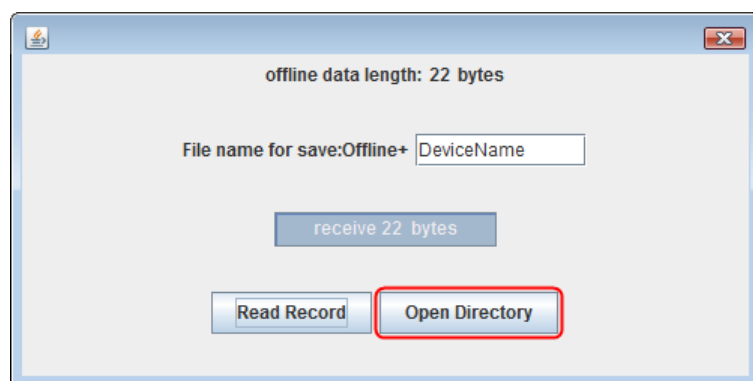 offline data length: 22 bytes
File name for save:Offline+ DeviceName
receive 22 bytes
Read Record Open Directory